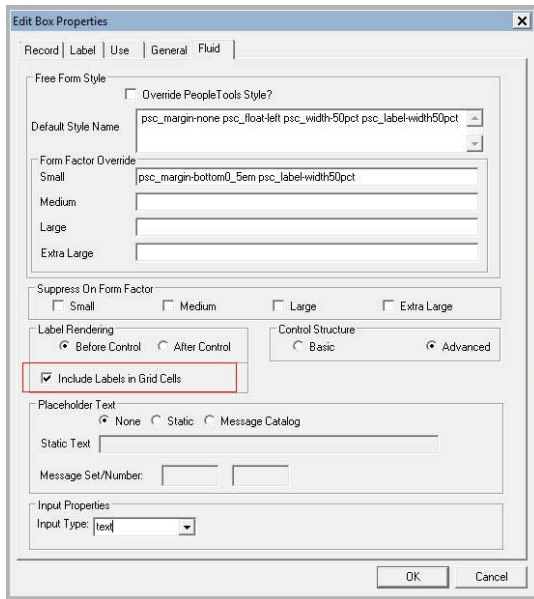 Edit Box Properties
Record Label Use General Fluid
Free Form Style
Override PeopleTools Style?
Default Style Name psc_margin-none psc_float-left psc_width-50pct psc_label-width50pct
Form Factor Override
Small psc_margin-bottom0_5em psc_label-width50pct
Medium
Large
Extra Large
Suppress On Form Factor
Small Medium Large Extra Large
Label Rendering Control Structure
Before Control After Control Basic Advanced
Include Labels in Grid Cells
Placeholder Text
None Static Message Catalog
Static Text
Message Set/Number:
Input Properties
Input Type: text
OK Cancel